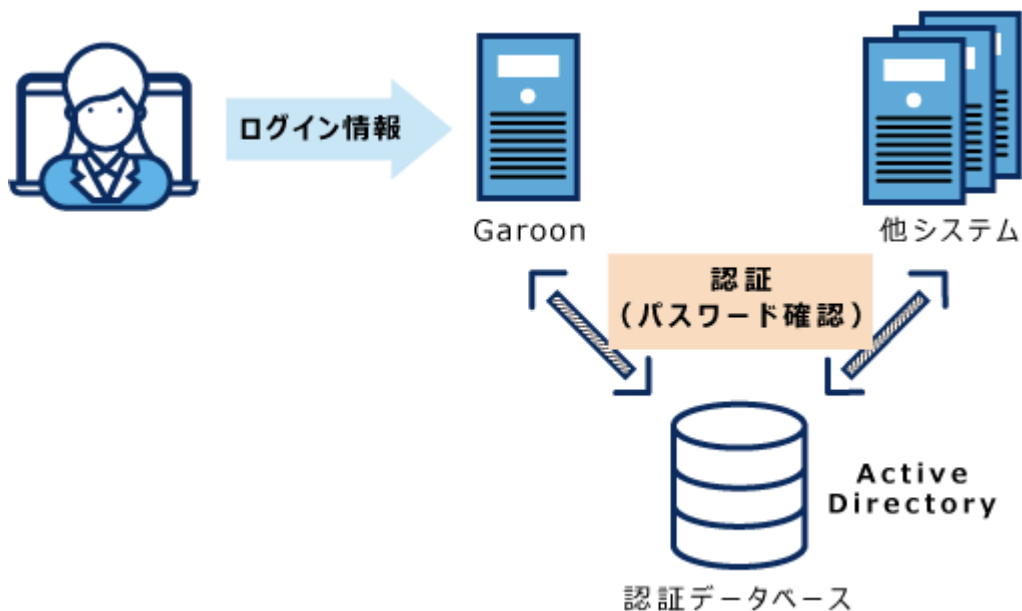 ログイン情報
Garoon
他システム
認証
（パスワード確認）
Active
Directory
認証データベース